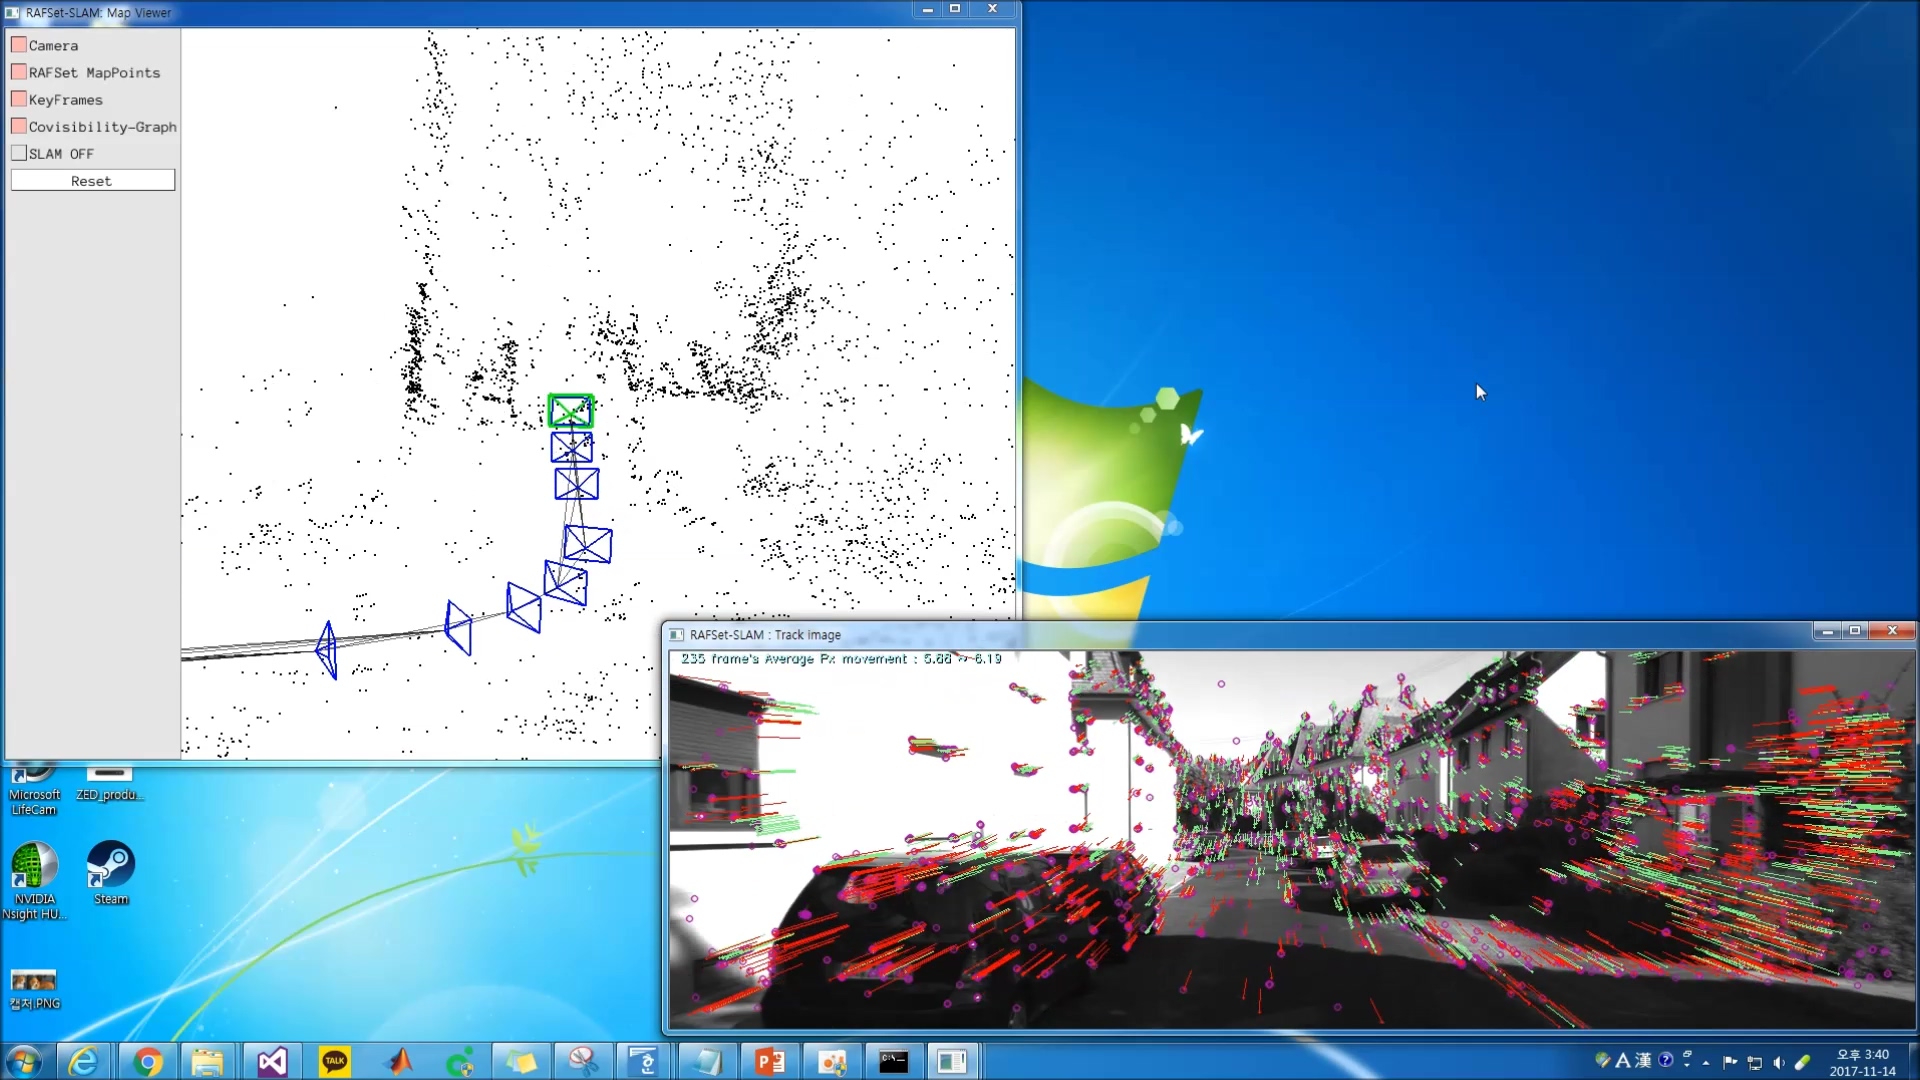 RAFSet-SLAM: Map Viewer
Camera
RAFSet MapPoints
KeyFrames
Covisibility-Graph
SLAM OFF
Reset
RAFSet-SLAM : Track image
235 frame's Average Px movement : 5.88 ~ 6.19
Microsoft LifeCam
ZED_produ...
NVIDIA Nsight HU...
Steam
캡처.PNG
TALK
C:\
A 漢
오후 3:40
2017-11-14